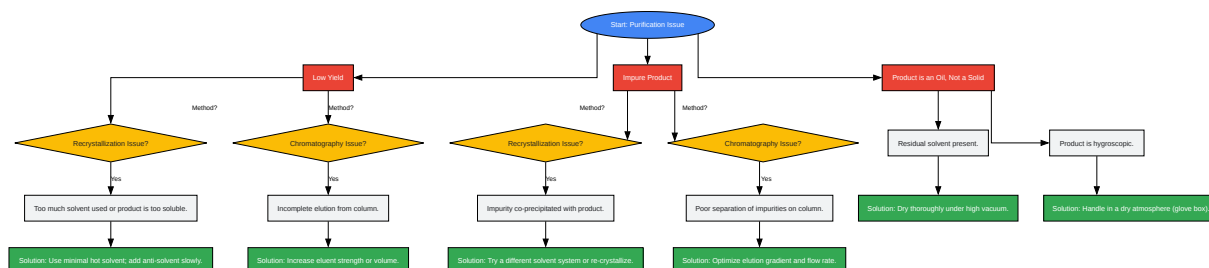 Start: Purification Issue
Low Yield
Impure Product
Product is an Oil, Not a Solid
Method?
Method?
Method?
Method?
Recrystallization Issue?
Chromatography Issue?
Recrystallization Issue?
Chromatography Issue?
Residual solvent present.
Product is hygroscopic.
Yes
Yes
Yes
Yes
Too much solvent used or product is too soluble.
Incomplete elution from column.
Impurity co-precipitated with product.
Poor separation of impurities on column.
Solution: Dry thoroughly under high vacuum.
Solution: Handle in a dry atmosphere (glove box).
Solution: Use minimal hot solvent; add anti-solvent slowly.
Solution: Increase eluent strength or volume.
Solution: Try a different solvent system or re-crystallize.
Solution: Optimize elution gradient and flow rate.